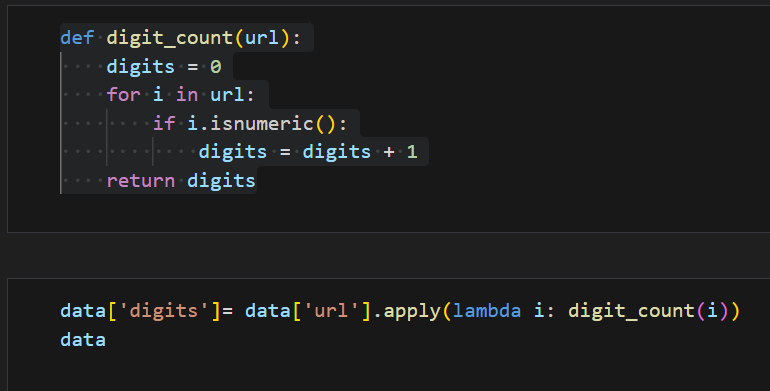 def digit_count(url):
    digits = 0
    for i in url:
        if i.isnumeric():
            digits = digits + 1
    return digits
data['digits']= data['url'].apply(lambda i: digit_count(i))
data